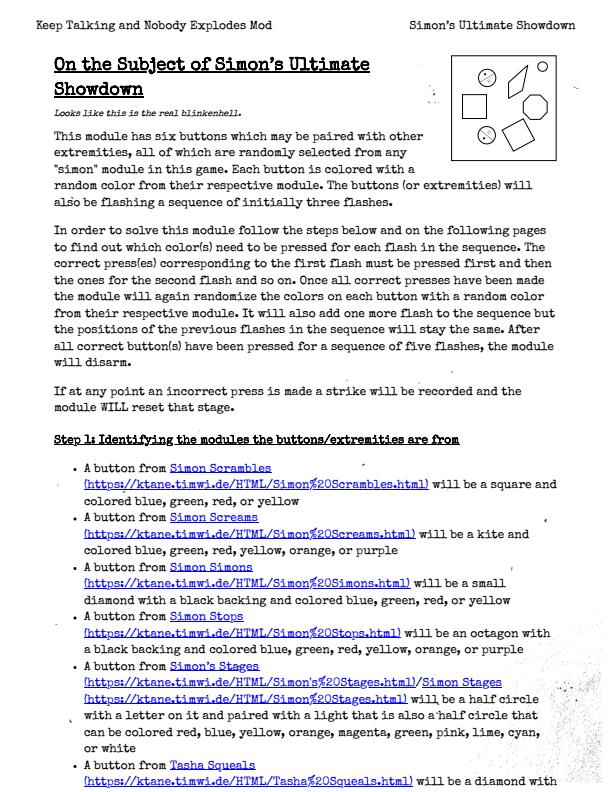 Keep Talking and Nobody Explodes Mod
Simon's Ultimate Showdown
On the Subject of Simon's Ultimate
Showdown
Looks like this is the real blinkenhell.
This module has six buttons which may be paired with other
extremities, all of which are randomly selected from any
"simon" module in this game. Each button is colored with a
random color from their respective module. The buttons (or extremities) will
also be flashing a sequence of initially three flashes.
In order to solve this module follow the steps below and on the following pages
to find out which color(s) need to be pressed for each flash in the sequence. The
correct press(es) corresponding to the first flash must be pressed first and then
the ones for the second flash and so on. Once all correct presses have been made
the module will again randomize the colors on each button with a random color
from their respective module. It will also add one more flash to the sequence but
the positions of the previous flashes in the sequence will stay the same. After
all correct button(s) have been pressed for a sequence of five flashes, the module
will disarm.
If at any point an incorrect press is made a strike will be recorded and the
module WILL reset that stage.
Step 1: Identifying the modules the buttons/extremities are from
• A button from Simon Scrambles
(https://ktane.timwi.de/HTML/Simon%20Scrambles.html) will be a square and
colored blue, green, red, or yellow
• A button from Simon Screams
(https://ktane.timwi.de/HTML/Simon%20Screams.html) will be a kite and
colored blue, green, red, yellow, orange, or purple
• A button from Simon Simons
(https://ktane.timwi.de/HTML/Simon%20Simons.html) will be a small
diamond with a black backing and colored blue, green, red, or yellow
• A button from Simon Stops
(https://ktane.timwi.de/HTML/Simon%20Stops.html) will be an octagon with
a black backing and colored blue, green, red, yellow, orange, or purple
• A button from Simon's Stages
(https://ktane.timwi.de/HTML/Simon's%20Stages.html)/Simon Stages
(https://ktane.timwi.de/HTML/Simon%20Stages.html) will be a half circle
with a letter on it and paired with a light that is also a half circle that
can be colored red, blue, yellow, orange, magenta, green, pink, lime, cyan,
or white
• A button from Tasha Squeals
(https://ktane.timwi.de/HTML/Tasha%20Squeals.html) will be a diamond with